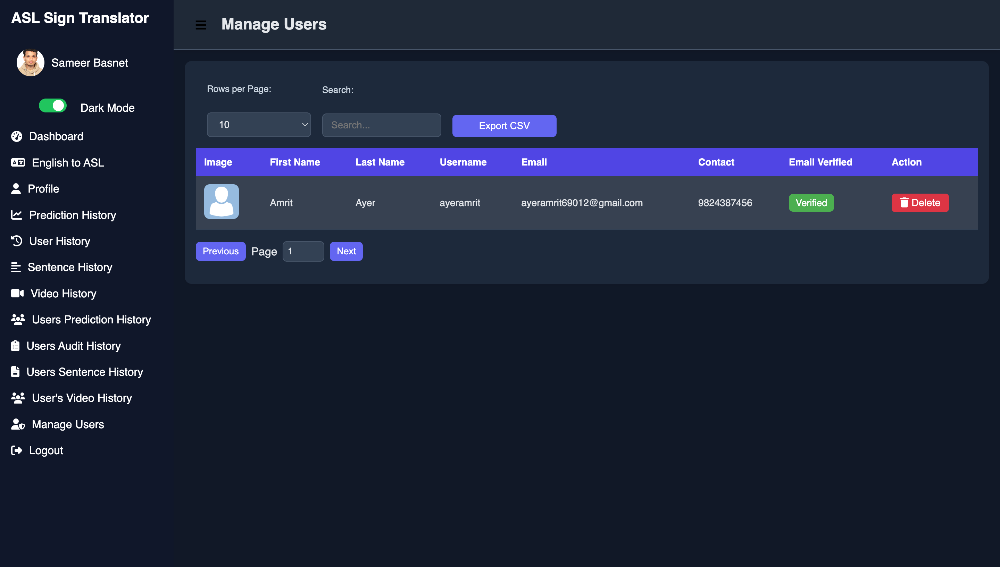 ASL Sign Translator
Sameer Basnet
Dark Mode
Dashboard
English to ASL
Profile
Prediction History
User History
Sentence History
Video History
Users Prediction History
Users Audit History
Users Sentence History
User's Video History
Manage Users
Logout
Manage Users
Rows per Page: Search:
10 Search... Export CSV
Image First Name Last Name Username Email Contact Email Verified Action
Amrit Ayer ayeramrit ayeramrit69012@gmail.com 9824387456 Verified Delete
Previous Page 1 Next